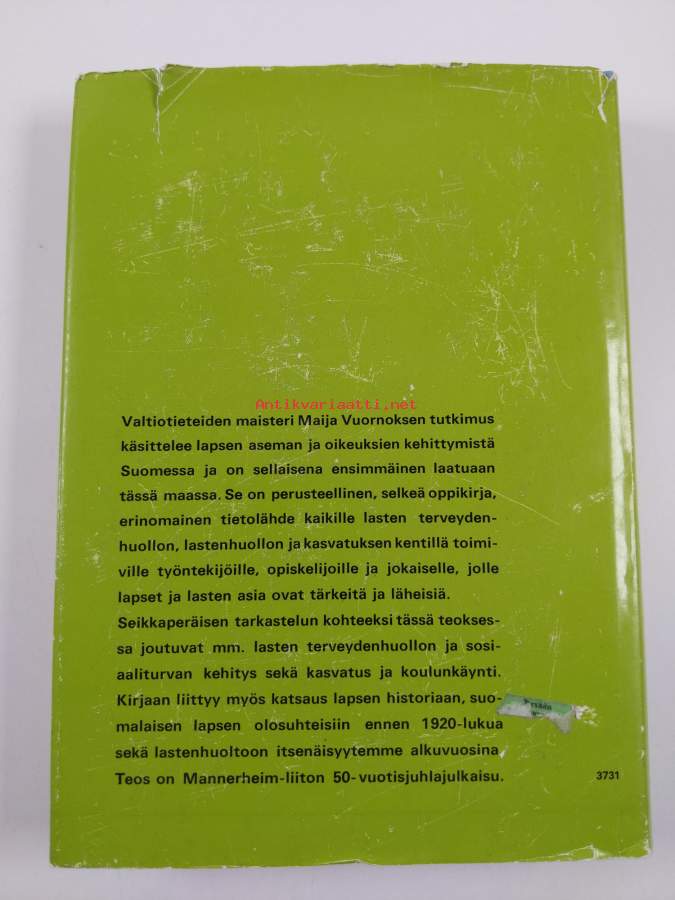 Antikvariaatti.net
Valtiotieteiden maisteri Maija Vuornoksen tutkimus
käsittelee lapsen aseman ja oikeuksien kehittymistä
Suomessa ja on sellaisena ensimmäinen laatuaan
tässä maassa. Se on perusteellinen, selkeä oppikirja,
erinomainen tietolähde kaikille lasten terveyden-
huollon, lastenhuollon ja kasvatuksen kentillä toimi-
ville työntekijöille, opiskelijoille ja jokaiselle, jolle
lapset ja lasten asia ovat tärkeitä ja läheisiä.
Seikkaperäisen tarkastelun kohteeksi tässä teokses-
sa joutuvat mm. lasten terveydenhuollon ja sosi-
aaliturvan kehitys sekä kasvatus ja koulunkäynti.
Kirjaan liittyy myös katsaus lapsen historiaan, suo-
malaisen lapsen olosuhteisiin ennen 1920-lukua
sekä lastenhuoltoon itsenäisyytemme alkuvuosina.
Teos on Mannerheim-liiton 50-vuotisjuhlajulkaisu.
3731